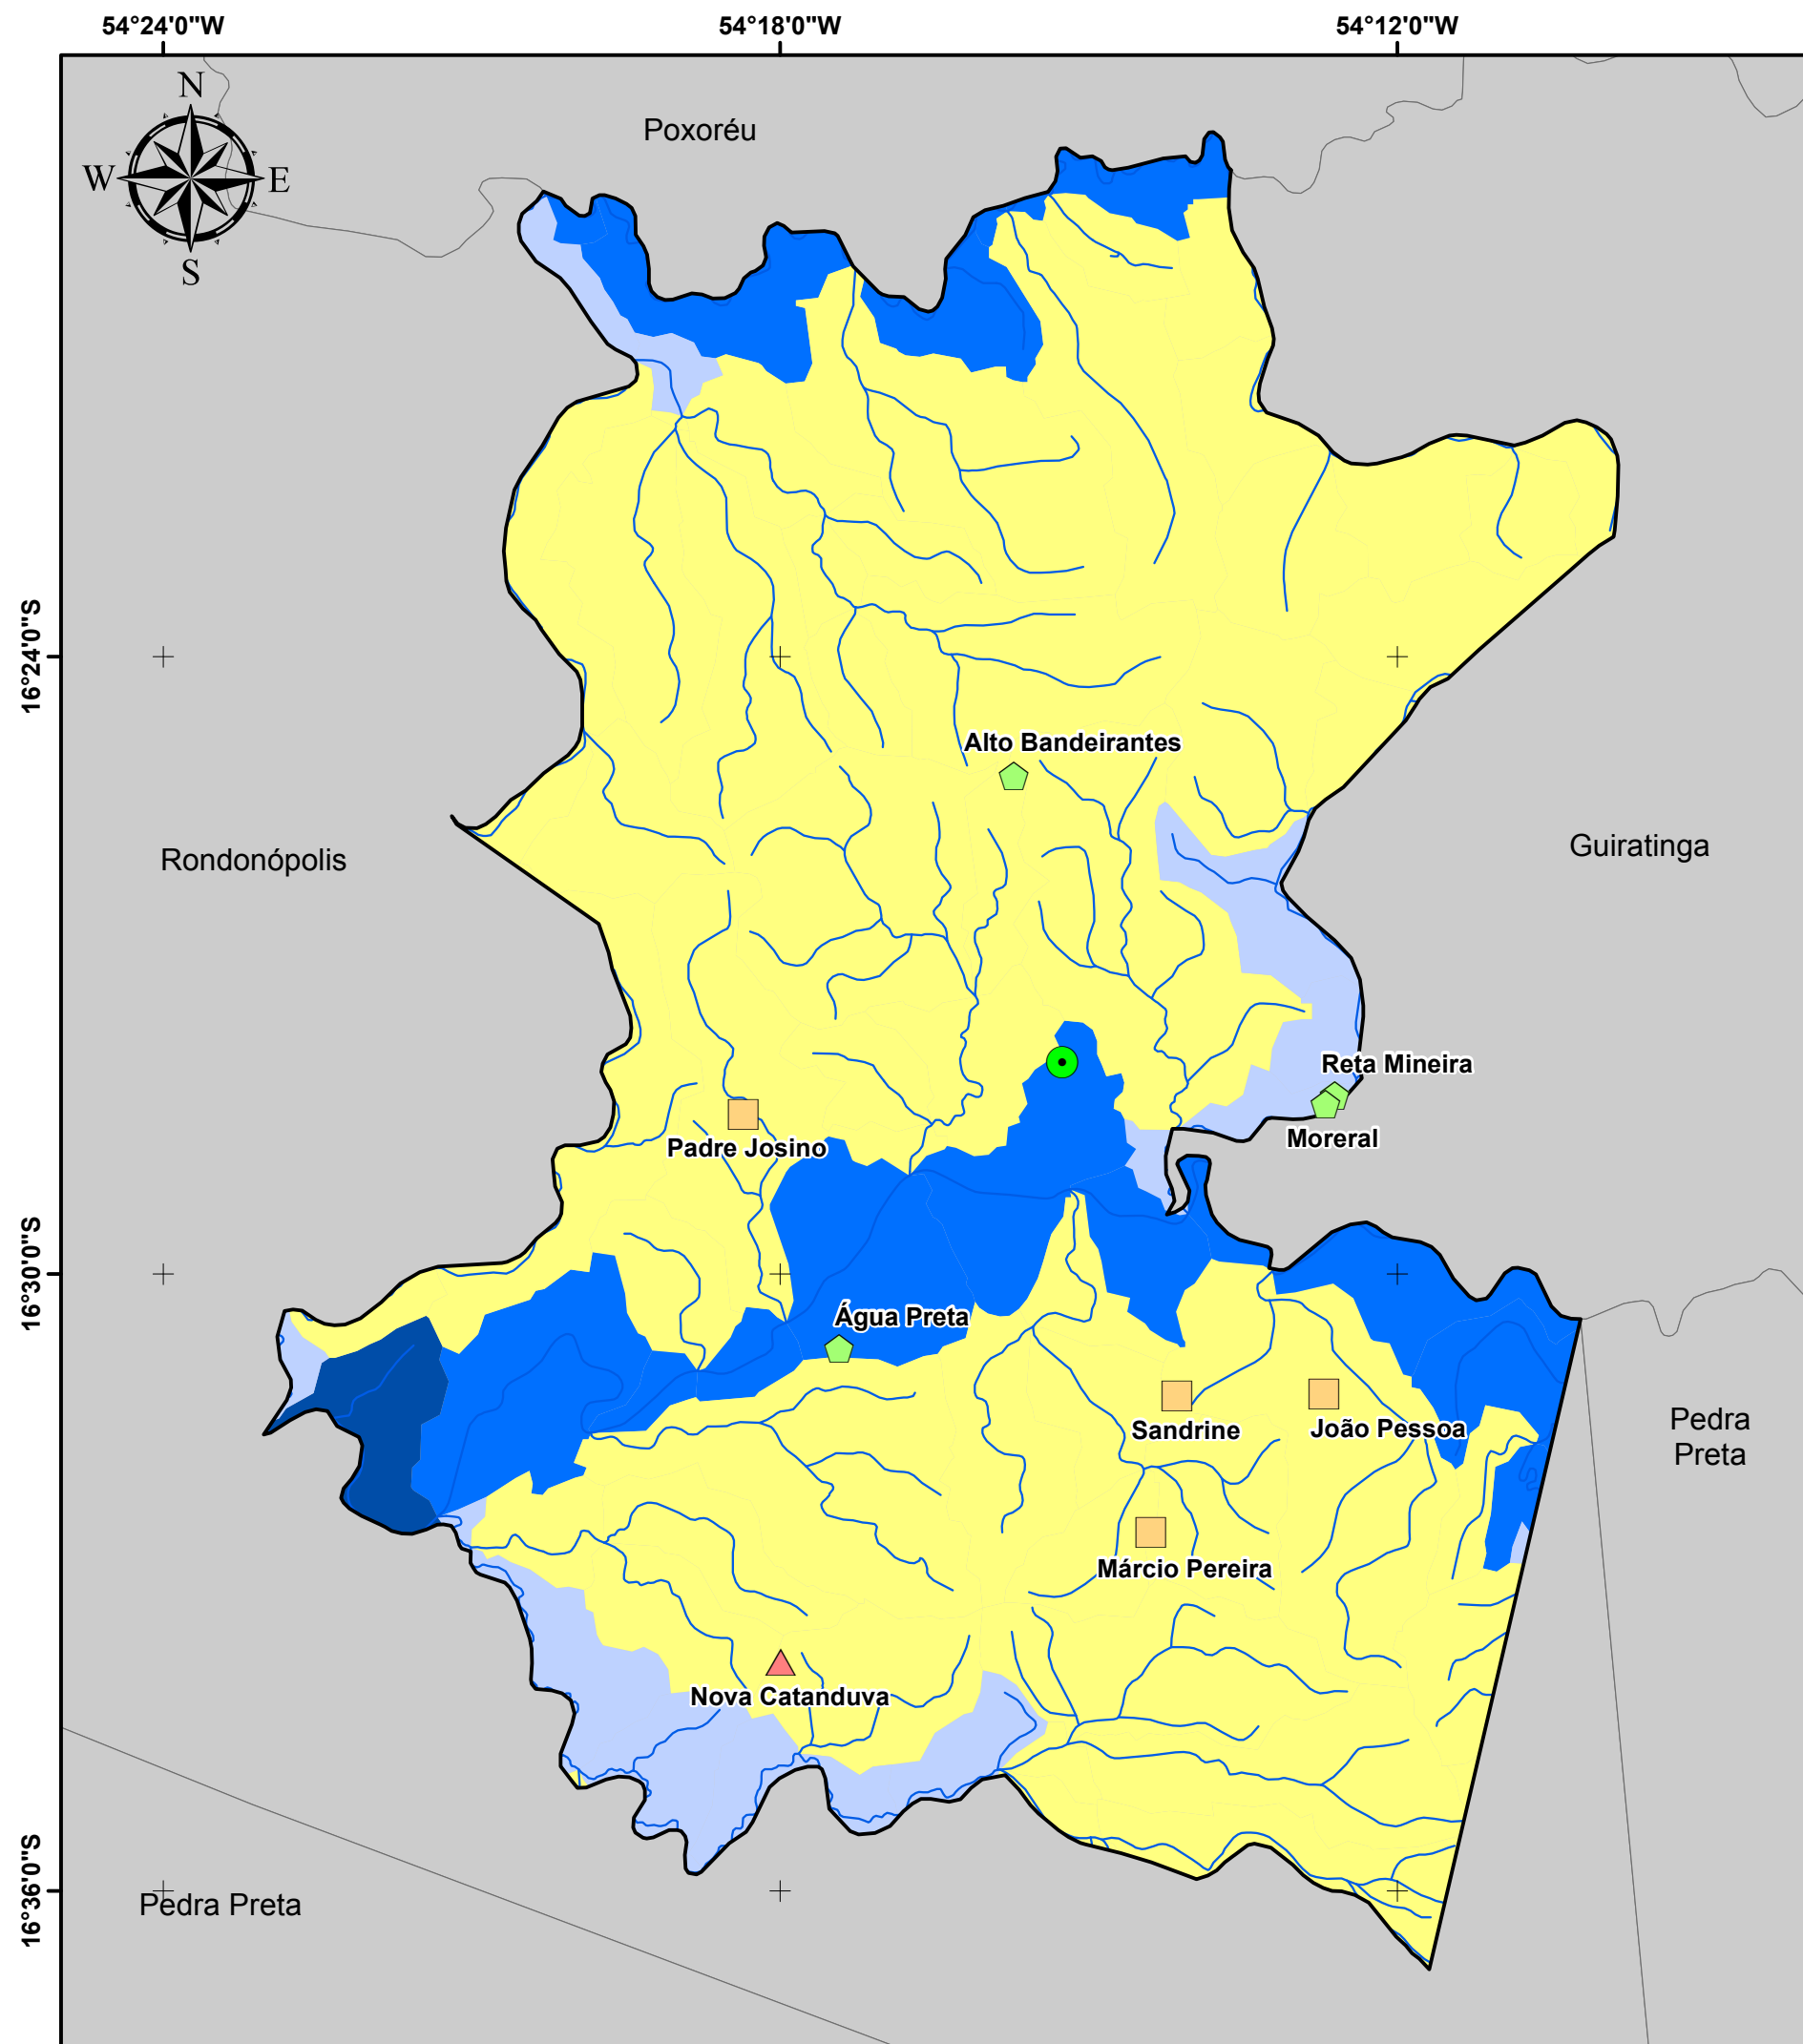 54°24'0"W
54°18'0"W
54°12'0"W
N
W
E
S
Poxoréu
16°24'0"S
Alto Bandeirantes
Rondonópolis
Guiratinga
Reta Mineira
Moreral
Padre Josino
16°30'0"S
Água Preta
Sandrine
João Pessoa
Pedra
Preta
Márcio Pereira
Nova Catanduva
16°36'0"S
Pedra Preta